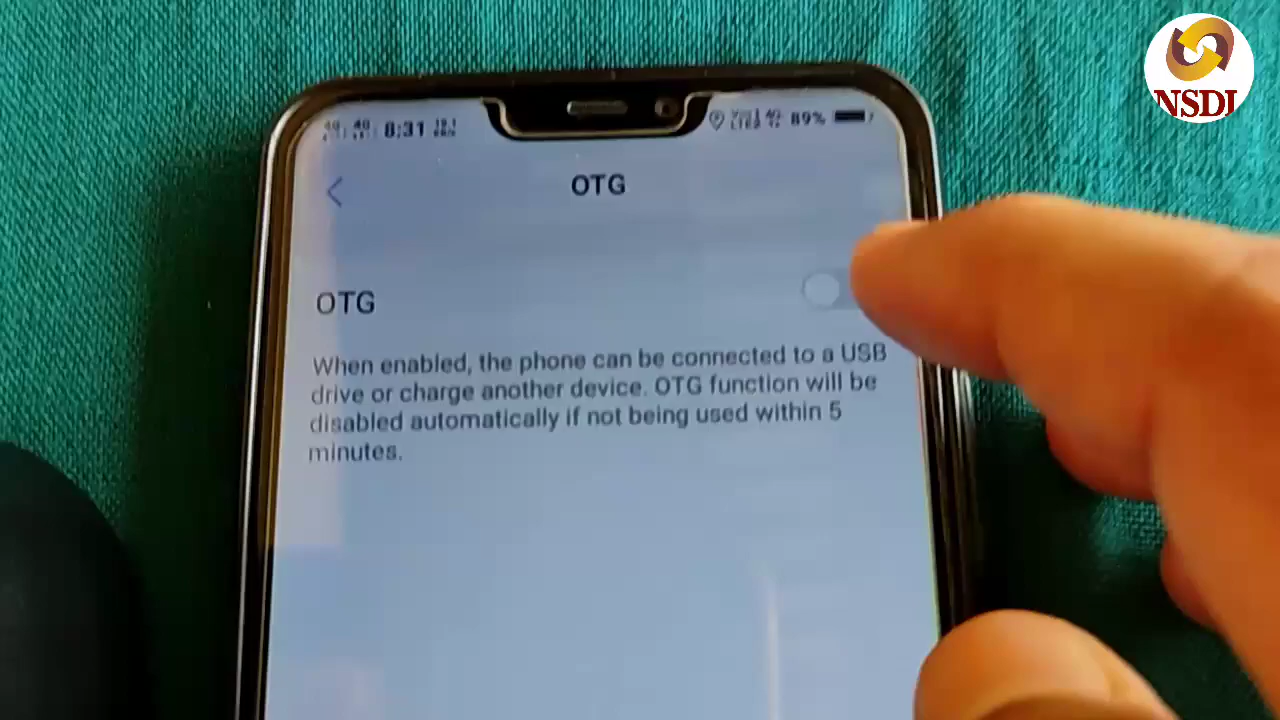 NSDL
8:31
89%
OTG
OTG
When enabled, the phone can be connected to a USB
drive or charge another device. OTG function will be
disabled automatically if not being used within 5
minutes.